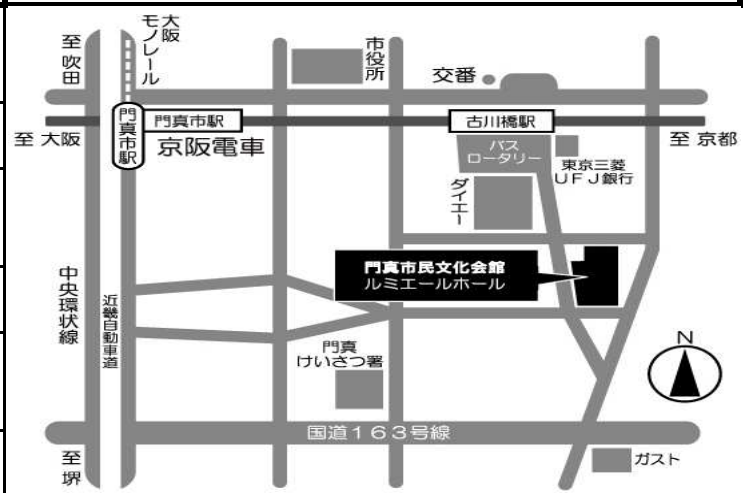 至
吹田
大阪
モノレール
市役所
交番
至 大阪
門真市駅
門真市駅
京阪電車
古川橋駅
至 京都
バス
ロータリー
東京三菱
UFJ銀行
ダイエー
門真市民文化会館
ルミエールホール
中央環状線
近畿自動車道
門真
けいさつ署
N
国道163号線
至
堺
ガスト